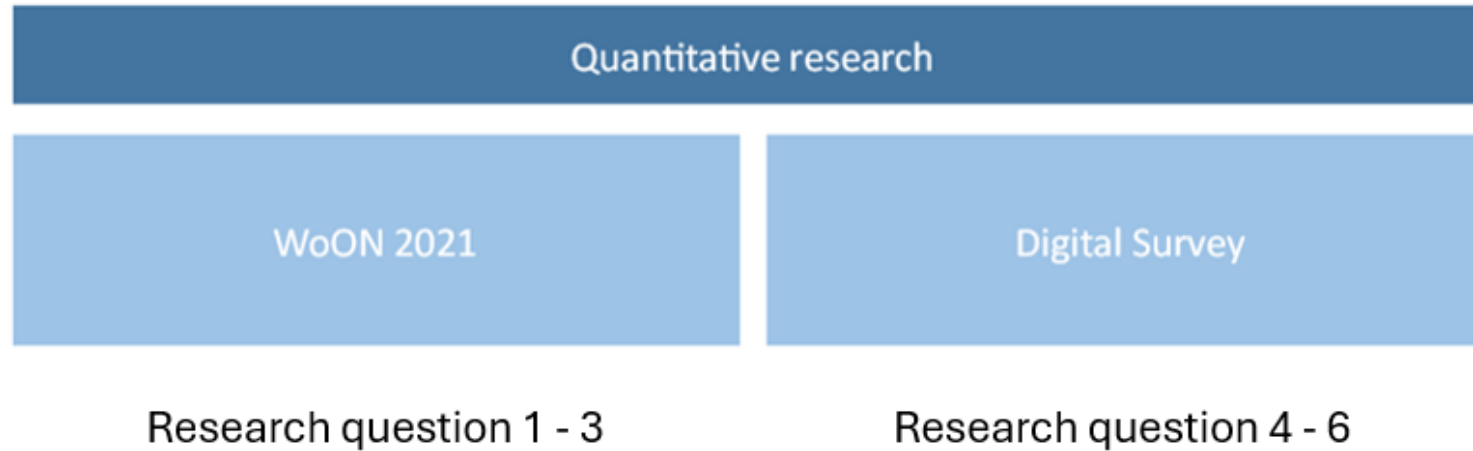 Quantitative research
WoON 2021
Digital Survey
Research question 1 - 3
Research question 4 - 6